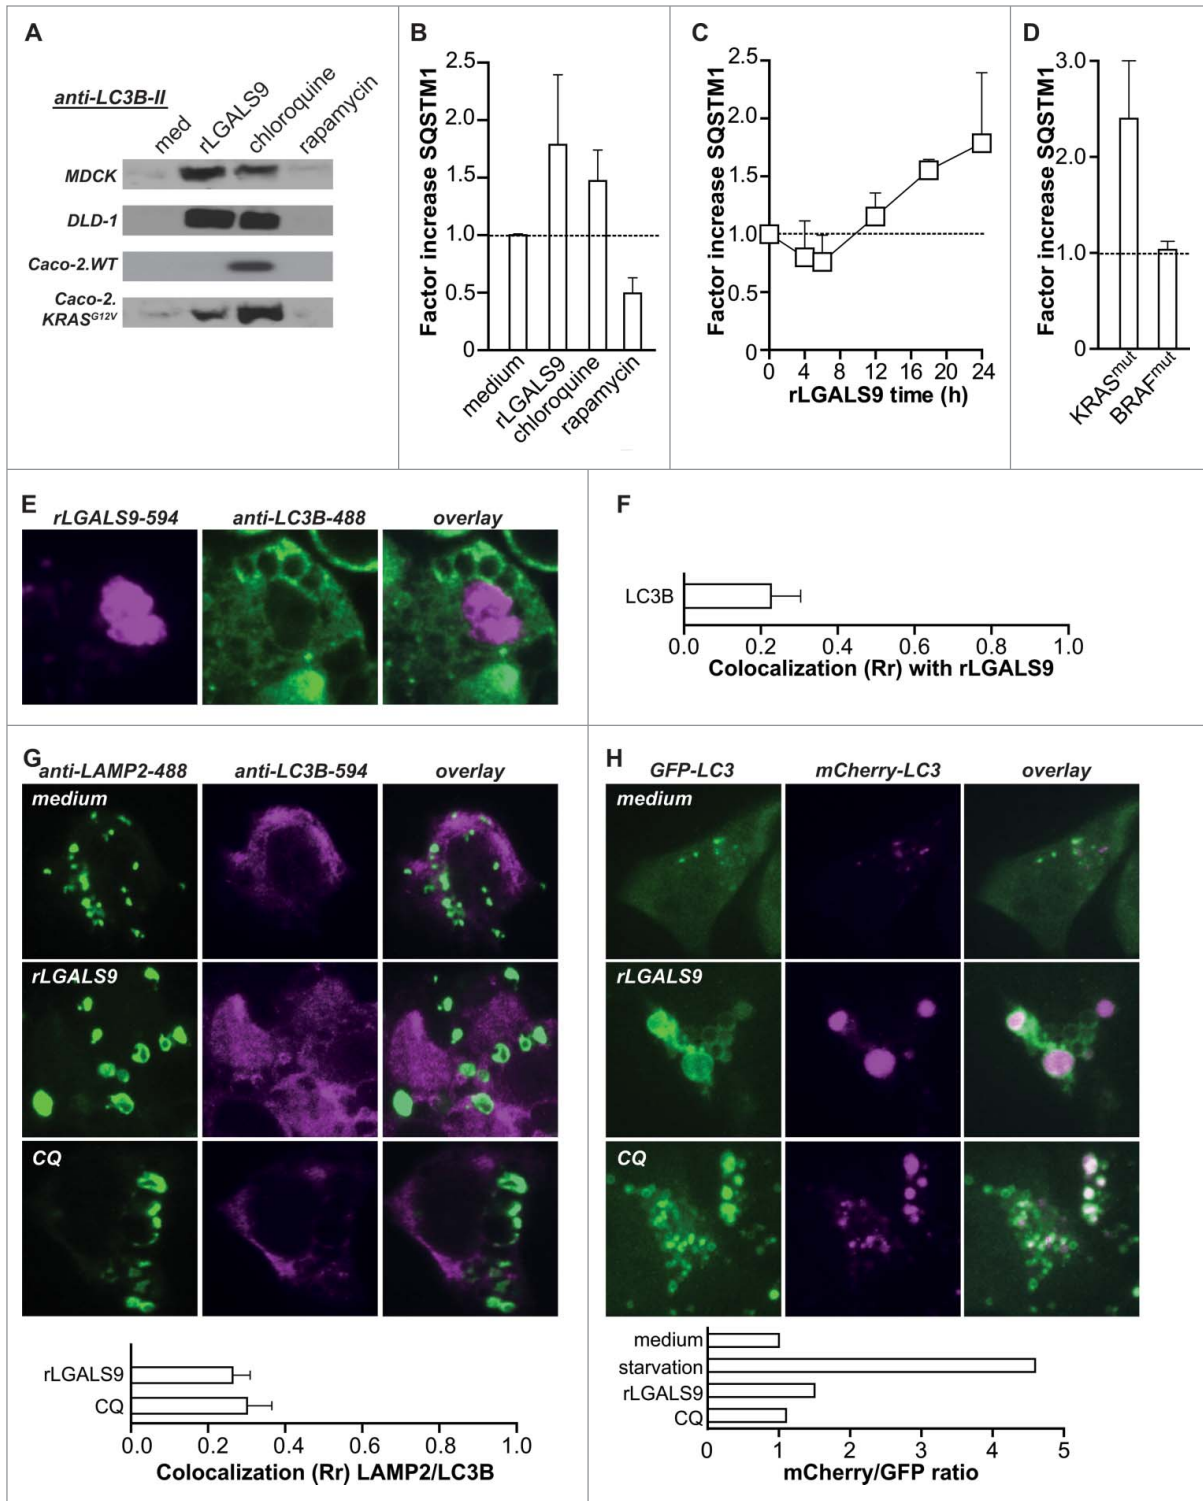 A
anti-LC3B-II
med
rLGALS9
chloroquine
rapamycin
MDCK
DLD-1
Caco-2.WT
Caco-2.
KRASG12V
B
Factor increase SQSTM1
2.5
2.0
1.5
1.0
0.5
0
medium
rLGALS9
chloroquine
rapamycin
C
Factor increase SQSTM1
2.5
2.0
1.5
1.0
0.5
0
0 4 8 12 16 20 24
rLGALS9 time (h)
D
Factor increase SQSTM1
3.0
2.0
1.0
0
KRASmut
BRAFmut
E
rLGALS9-594 anti-LC3B-488 overlay
F
LC3B
0.0 0.2 0.4 0.6 0.8 1.0
Colocalization (Rr) with rLGALS9
G
anti-LAMP2-488 anti-LC3B-594 overlay
medium
rLGALS9
CQ
rLGALS9
CQ
0.0 0.2 0.4 0.6 0.8 1.0
Colocalization (Rr) LAMP2/LC3B
H
GFP-LC3 mCherry-LC3 overlay
medium
rLGALS9
CQ
medium
starvation
rLGALS9
CQ
0 1 2 3 4 5
mCherry/GFP ratio